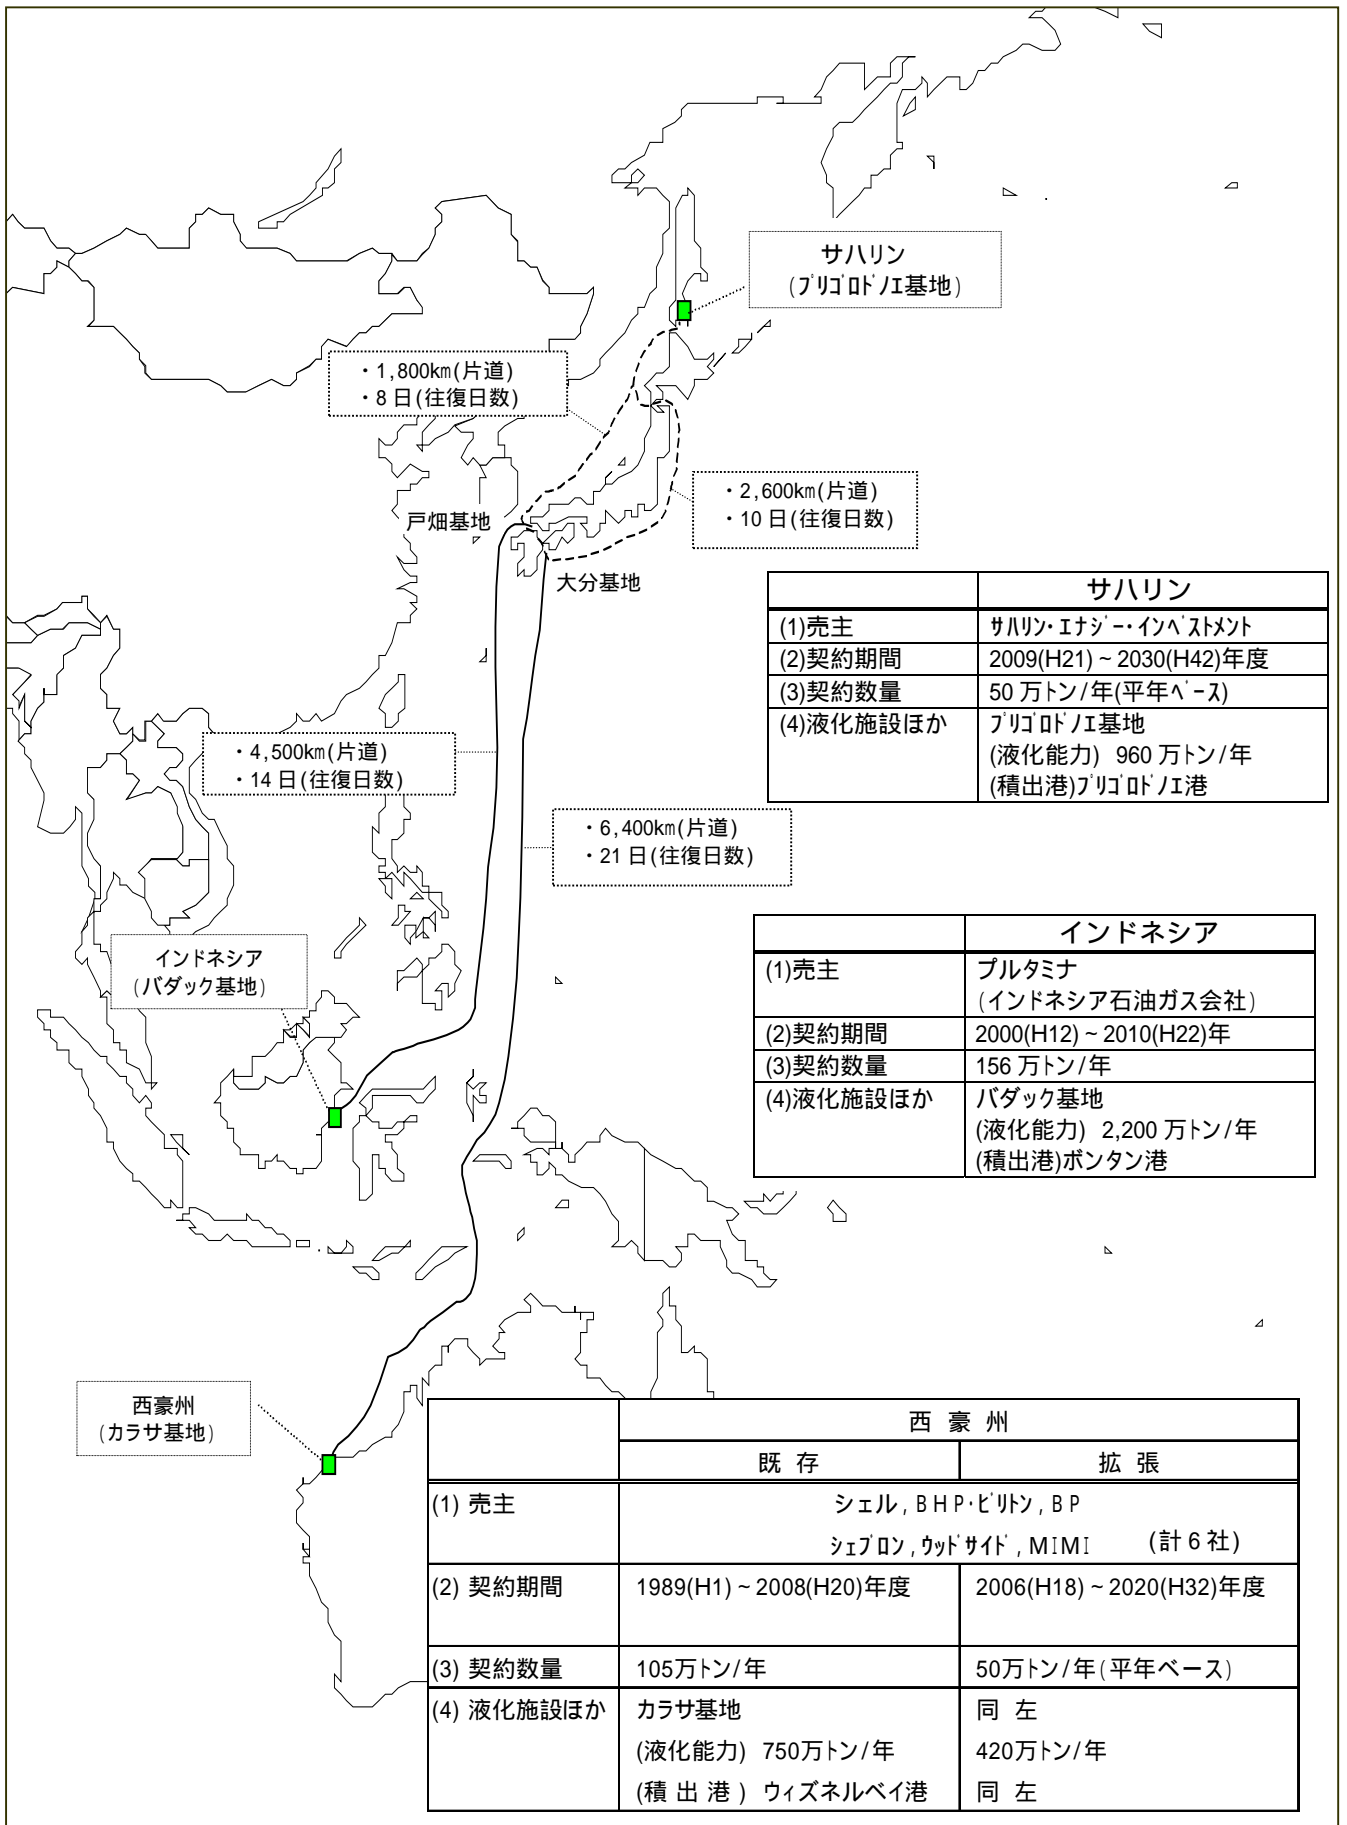 サハリン
(ﾌﾟﾘｺﾞﾛﾄﾞﾉｴ基地)
・1,800㎞(片道)
・8日(往復日数)
・2,600㎞(片道)
・10日(往復日数)
戸畑基地
大分基地
サハリン
(1)売主 ｻﾊﾘﾝ･ｴﾅｼﾞｰ･ｲﾝﾍﾞｽﾄﾒﾝﾄ
(2)契約期間 2009(H21)~2030(H42)年度
(3)契約数量 50万ﾄﾝ/年(平年ﾍﾞｰｽ)
(4)液化施設ほか ﾌﾟﾘｺﾞﾛﾄﾞﾉｴ基地
(液化能力) 960万ﾄﾝ/年
(積出港)ﾌﾟﾘｺﾞﾛﾄﾞﾉｴ港
・4,500㎞(片道)
・14日(往復日数)
・6,400㎞(片道)
・21日(往復日数)
インドネシア
(バダック基地)
インドネシア
(1)売主 プルタミナ
(インドネシア石油ガス会社)
(2)契約期間 2000(H12)~2010(H22)年
(3)契約数量 156万ﾄﾝ/年
(4)液化施設ほか バダック基地
(液化能力) 2,200万ﾄﾝ/年
(積出港)ボンタン港
西豪州
(カラサ基地)
西豪州
既存 拡張
(1) 売主 シェル,BHP･ﾋﾞﾘﾄﾝ,BP
ｼｪﾌﾞﾛﾝ,ｳｯﾄﾞｻｲﾄﾞ,MIMI (計6社)
(2) 契約期間 1989(H1)~2008(H20)年度 2006(H18)~2020(H32)年度
(3) 契約数量 105万トン/年 50万トン/年(平年ベース)
(4) 液化施設ほか カラサ基地 同左
(液化能力) 750万トン/年 420万トン/年
(積出港) ウィズネルベイ港 同左